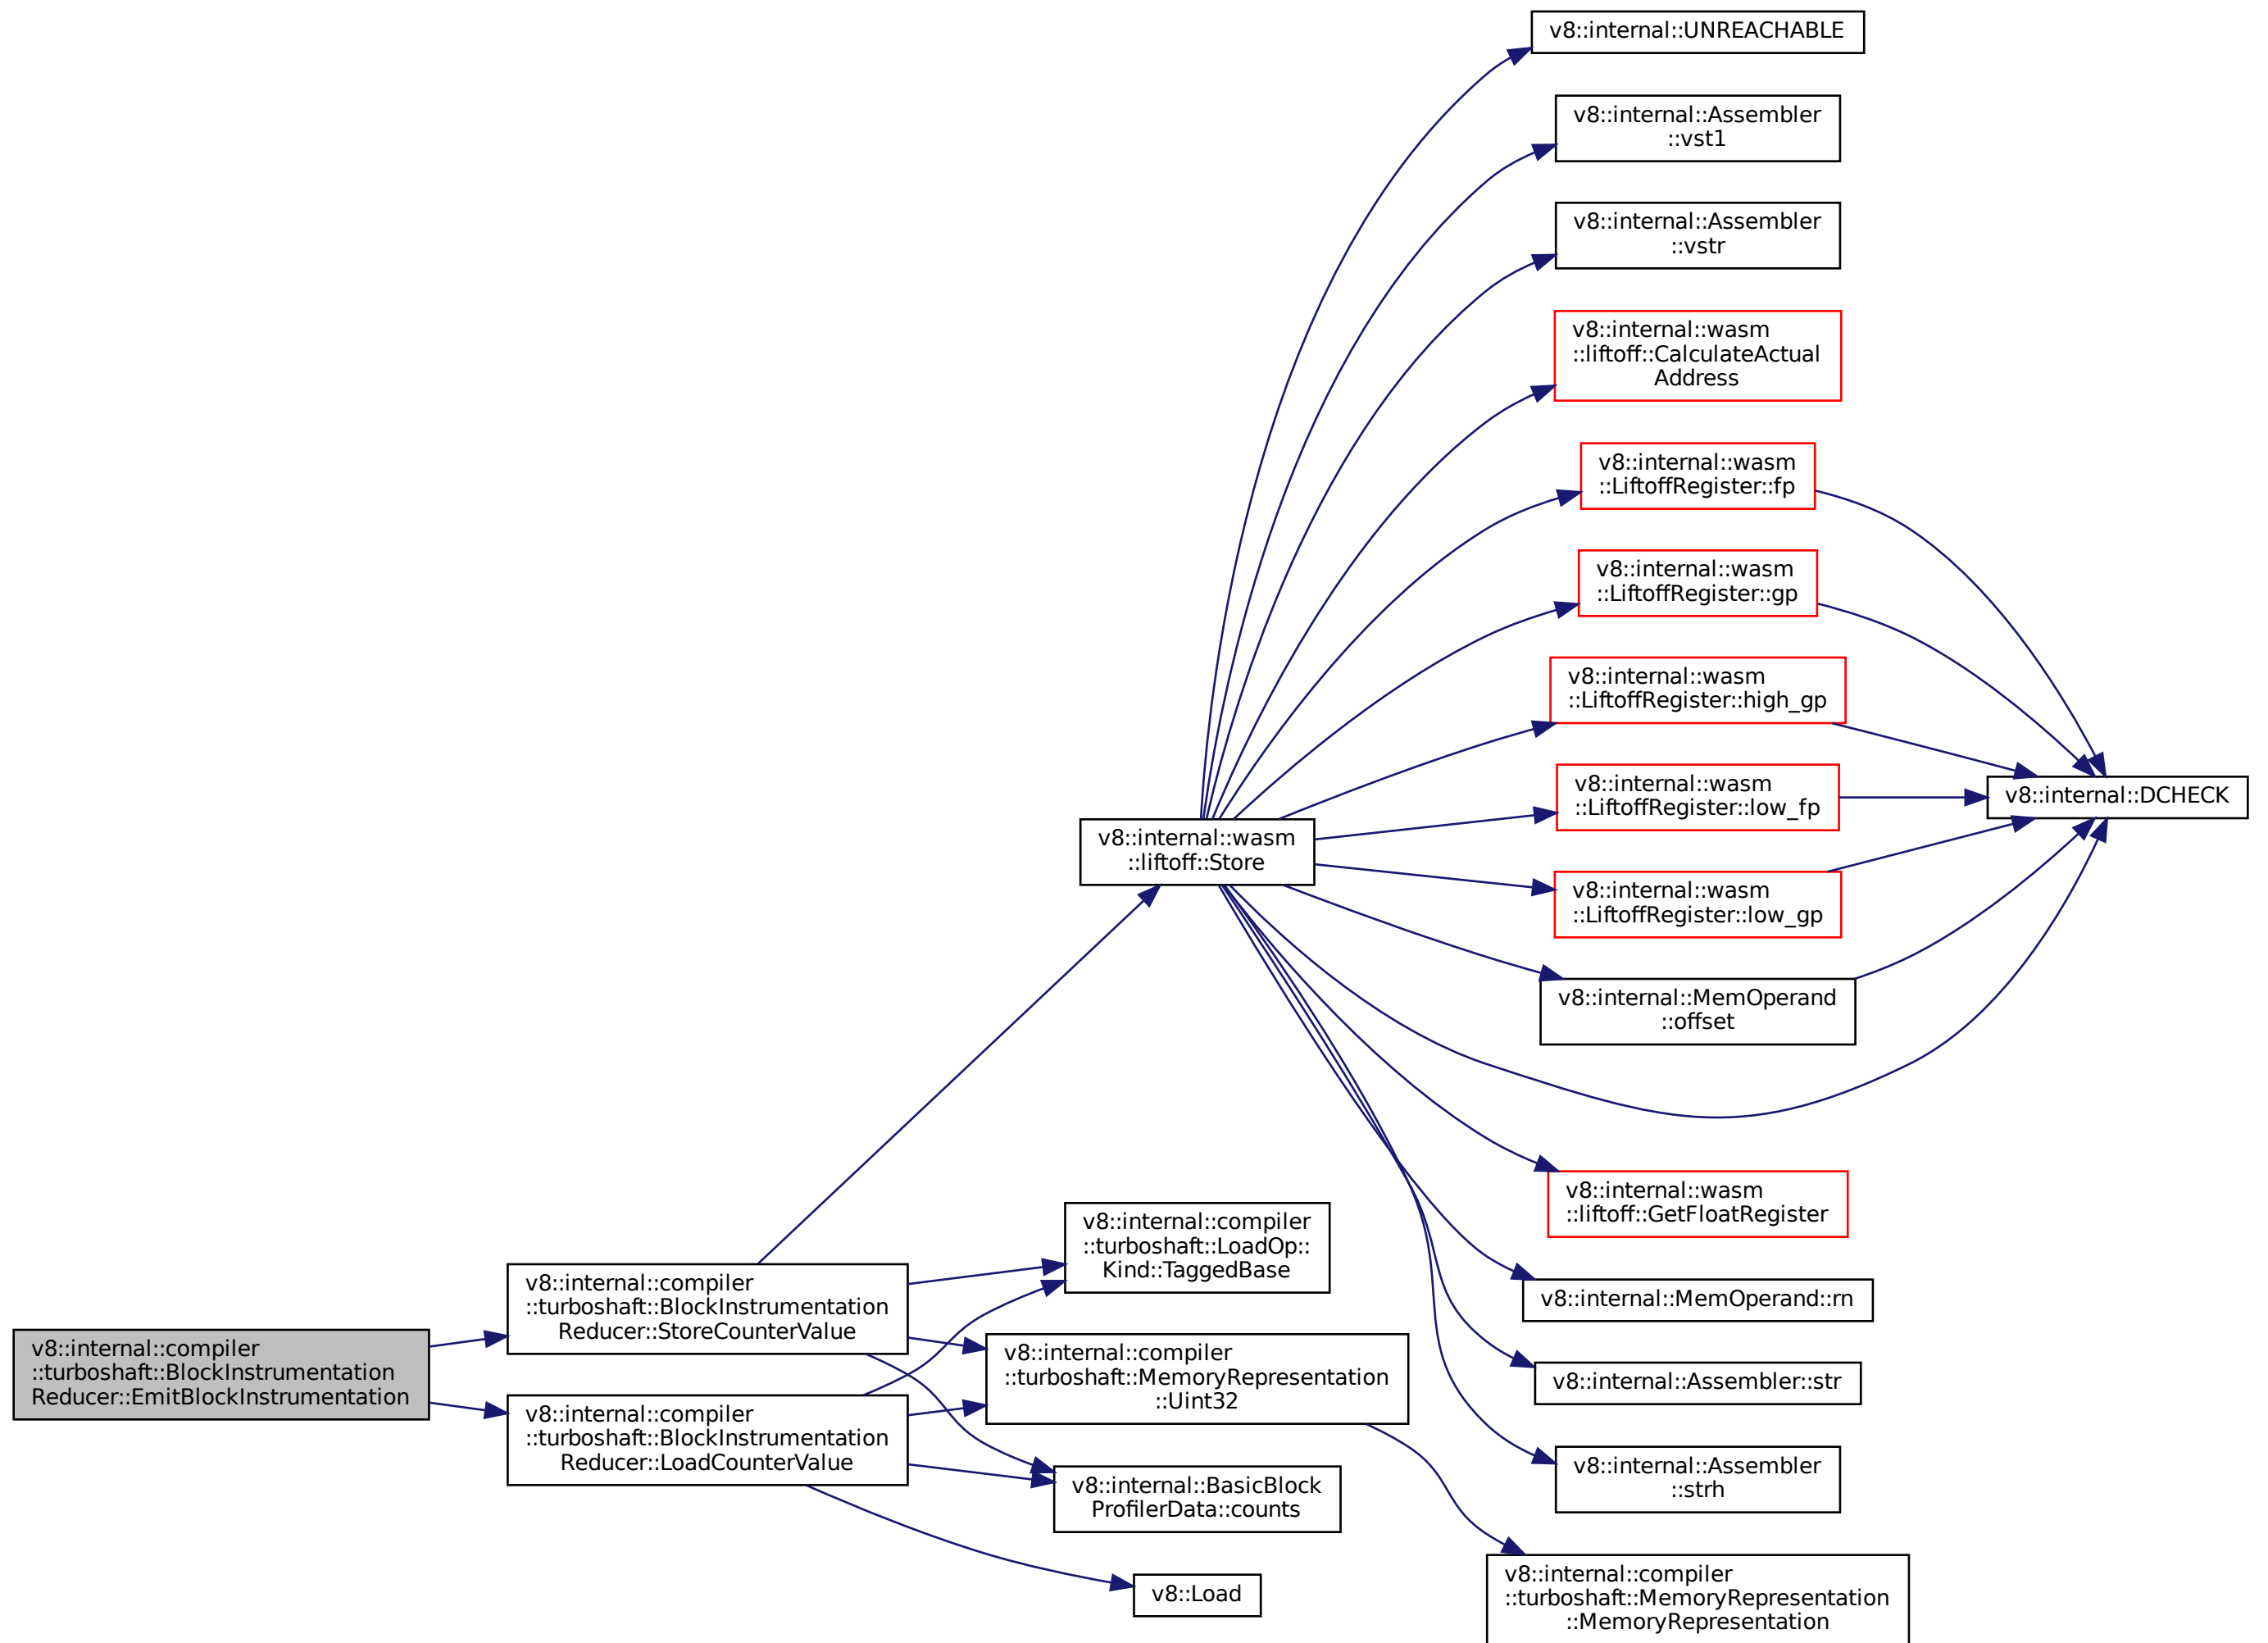 v8::internal::UNREACHABLE
v8::internal::Assembler
::vst1
v8::internal::Assembler
::vstr
v8::internal::wasm
::liftoff::CalculateActual
Address
v8::internal::wasm
::LiftoffRegister::fp
v8::internal::wasm
::LiftoffRegister::gp
v8::internal::wasm
::LiftoffRegister::high_gp
v8::internal::wasm
::LiftoffRegister::low_fp
v8::internal::DCHECK
v8::internal::wasm
::liftoff::Store
v8::internal::wasm
::LiftoffRegister::low_gp
v8::internal::MemOperand
::offset
v8::internal::wasm
::liftoff::GetFloatRegister
v8::internal::compiler
::turboshaft::LoadOp::
Kind::TaggedBase
v8::internal::MemOperand::rn
v8::internal::compiler
::turboshaft::BlockInstrumentation
Reducer::StoreCounterValue
v8::internal::compiler
::turboshaft::BlockInstrumentation
Reducer::EmitBlockInstrumentation
v8::internal::compiler
::turboshaft::MemoryRepresentation
::Uint32
v8::internal::Assembler::str
v8::internal::compiler
::turboshaft::BlockInstrumentation
Reducer::LoadCounterValue
v8::internal::BasicBlock
ProfilerData::counts
v8::internal::Assembler
::strh
v8::Load
v8::internal::compiler
::turboshaft::MemoryRepresentation
::MemoryRepresentation